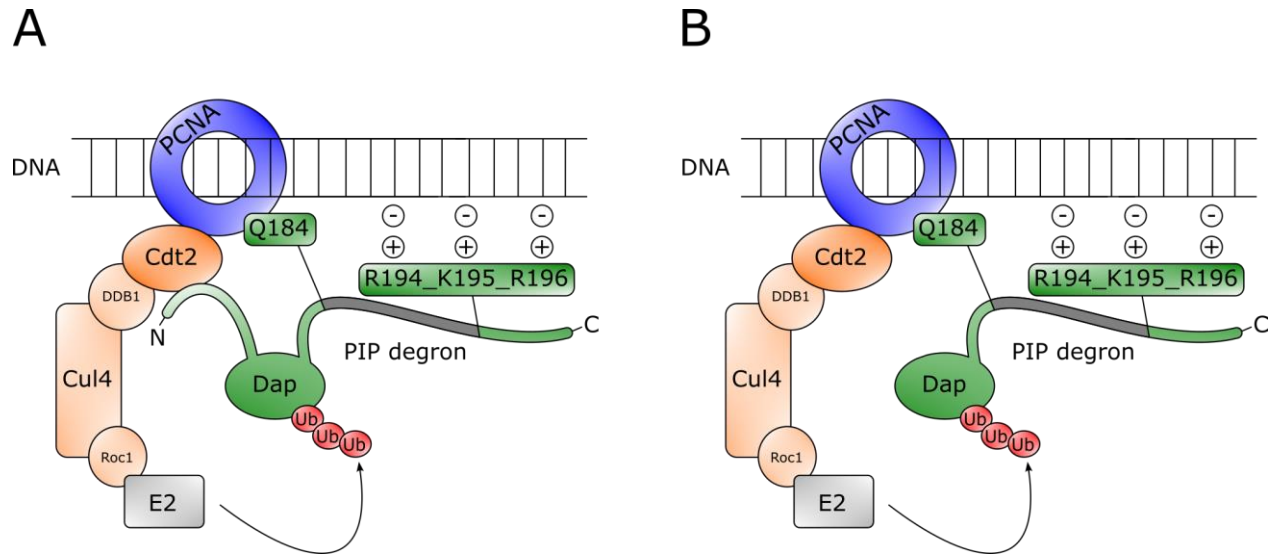 A
PCNA
DNA
Q184
- - -
+ + +
Cdt2
R194_K195_R196
DDB1
N
C
PIP degron
Cul4
Dap
Ub
Ub
Ub
Roc1
E2
B
PCNA
DNA
Q184
- - -
+ + +
Cdt2
R194_K195_R196
DDB1
C
PIP degron
Cul4
Dap
Ub
Ub
Ub
Roc1
E2